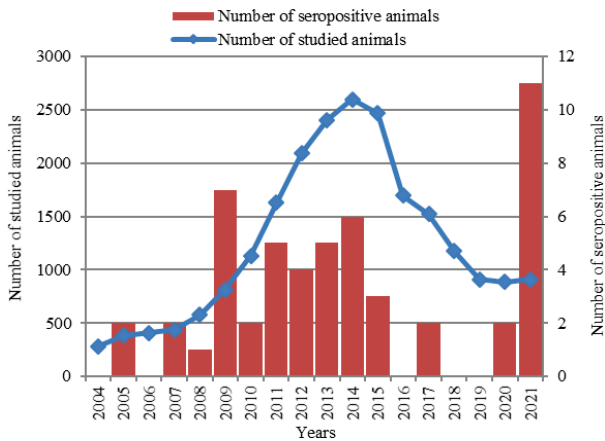 Number of seropositive animals
Number of studied animals
Number of studied animals
3000
2500
2000
1500
1000
500
0
12
10
8
6
4
2
0
Number of seropositive animals
2004 2005 2006 2007 2008 2009 2010 2011 2012 2013 2014 2015 2016 2017 2018 2019 2020 2021
Years